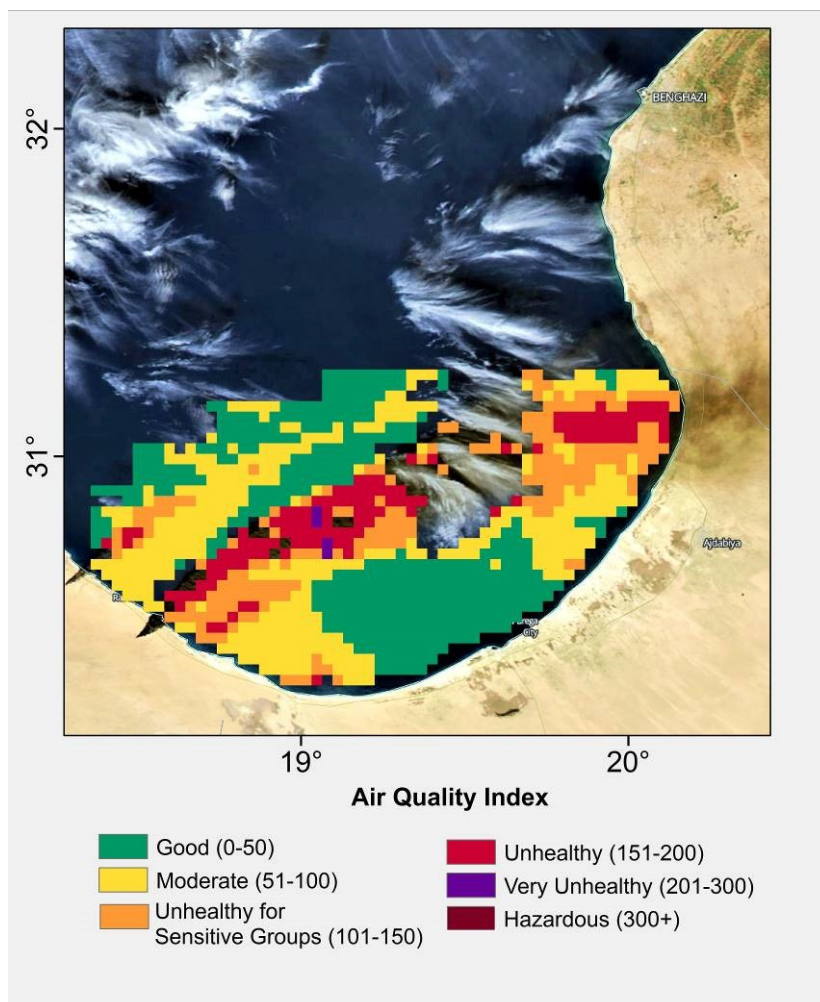 BENGHAZI
32°
31°
Ajdabiya
City
19°
20°
Air Quality Index
Good (0-50)
Moderate (51-100)
Unhealthy for
Sensitive Groups (101-150)
Unhealthy (151-200)
Very Unhealthy (201-300)
Hazardous (300+)